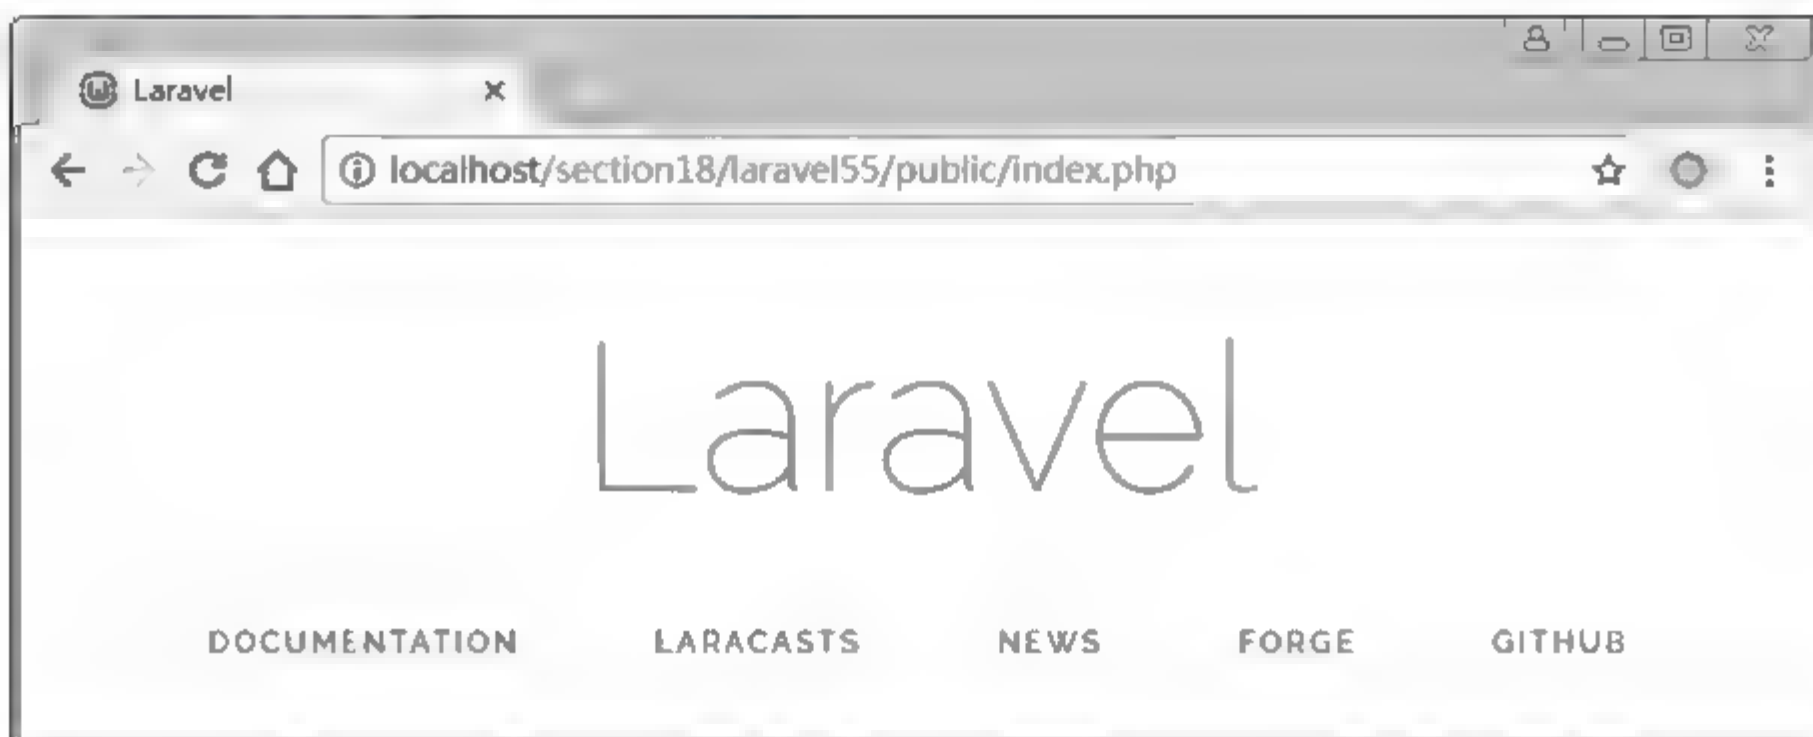 Laravel
localhost/section18/laravel55/public/index.php
Laravel
DOCUMENTATION LARACASTS NEWS FORGE GITHUB